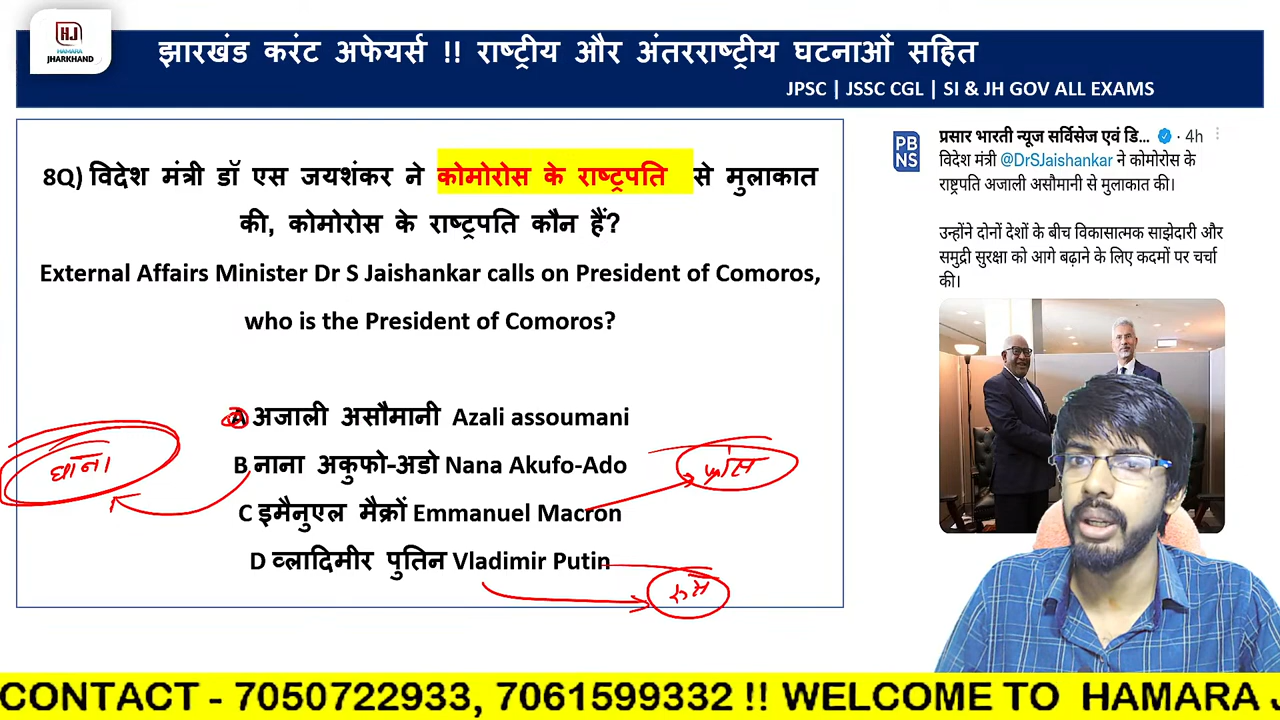 HJ
HAMARA
JHARKHAND
झारखंड करंट अफेयर्स !! राष्ट्रीय और अंतरराष्ट्रीय घटनाओं सहित
JPSC | JSSC CGL | SI & JH GOV ALL EXAMS
8Q) विदेश मंत्री डॉ एस जयशंकर ने कोमोरोस के राष्ट्रपति से मुलाकात
की, कोमोरोस के राष्ट्रपति कौन हैं?
External Affairs Minister Dr S Jaishankar calls on President of Comoros,
who is the President of Comoros?
A अजाली असौमानी Azali assoumani
B नाना अकुफो-अडो Nana Akufo-Ado
C इमैनुएल मैक्रों Emmanuel Macron
D व्लादिमीर पुतिन Vladimir Putin
घाना
फ्रांस
रूस
PB
NS
प्रसार भारती न्यूज सर्विसेज एवं डि... · 4h
विदेश मंत्री @DrSJaishankar ने कोमोरोस के
राष्ट्रपति अजाली असौमानी से मुलाकात की।
उन्होंने दोनों देशों के बीच विकासात्मक साझेदारी और
समुद्री सुरक्षा को आगे बढ़ाने के लिए कदमों पर चर्चा
की।
CONTACT - 7050722933, 7061599332 !! WELCOME TO HAMARA J